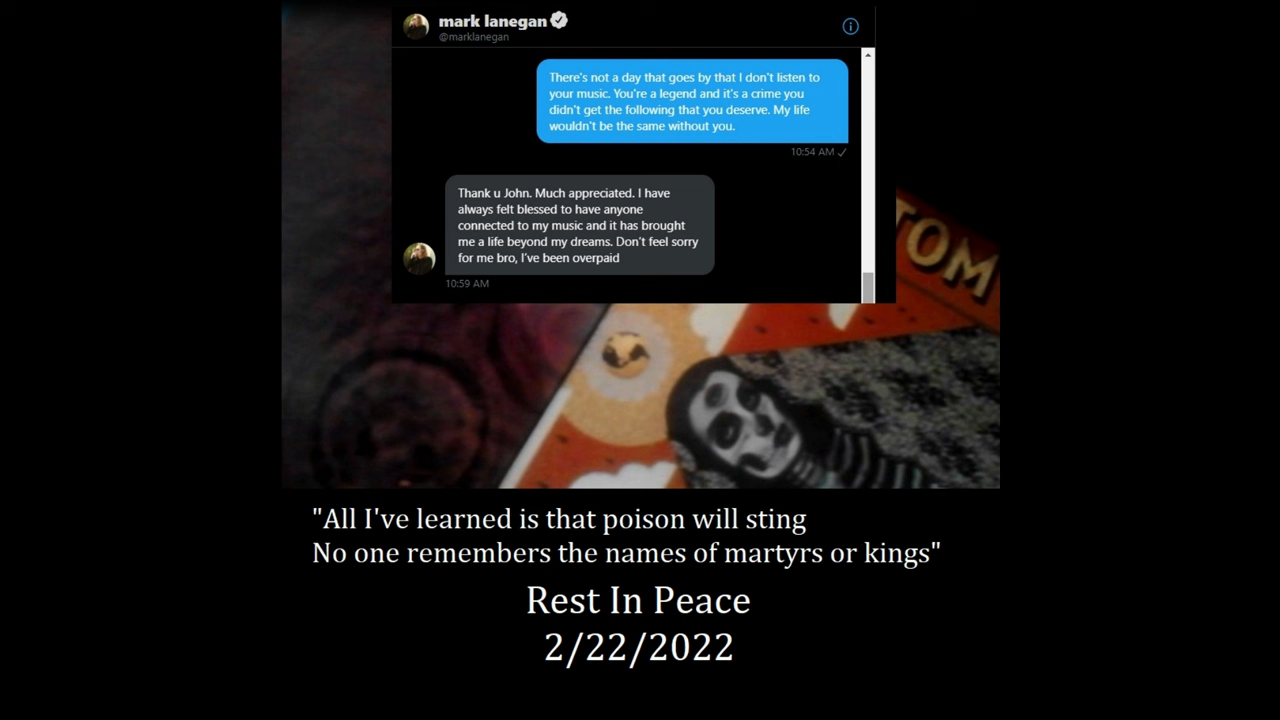 mark lanegan
@marklanegan
There's not a day that goes by that I don't listen to
your music. You're a legend and it's a crime you
didn't get the following that you deserve. My life
wouldn't be the same without you.
10:54 AM
Thank u John. Much appreciated. I have
always felt blessed to have anyone
connected to my music and it has brought
me a life beyond my dreams. Don't feel sorry
for me bro, I've been overpaid
10:59 AM
TOM
"All I've learned is that poison will sting
No one remembers the names of martyrs or kings"
Rest In Peace
2/22/2022